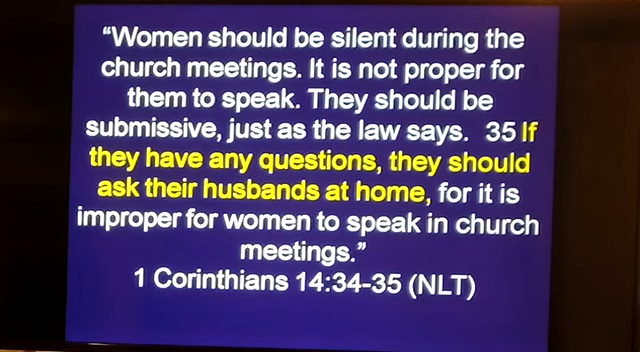 “Women should be silent during the
church meetings. It is not proper for
them to speak. They should be
submissive, just as the law says. 35 If
they have any questions, they should
ask their husbands at home, for it is
improper for women to speak in church
meetings.”
1 Corinthians 14:34-35 (NLT)